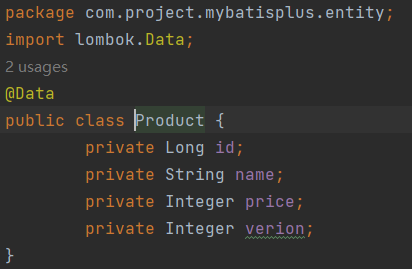 package com.project.mybatisplus.entity;
import lombok.Data;
2 usages
@Data
public class Product {
private Long id;
private String name;
private Integer price;
private Integer verion;
}